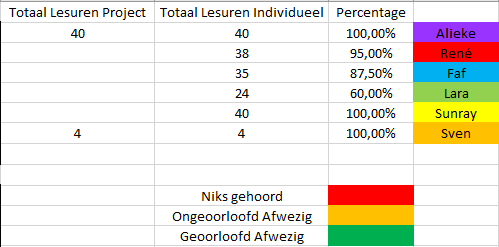 Totaal Lesuren Project Totaal Lesuren Individueel Percentage
40 40 100,00% Alieke
38 95,00% René
35 87,50% Faf
24 60,00% Lara
40 100,00% Sunray
4 4 100,00% Sven
Niks gehoord
Ongeoorloofd Afwezig
Geoorloofd Afwezig